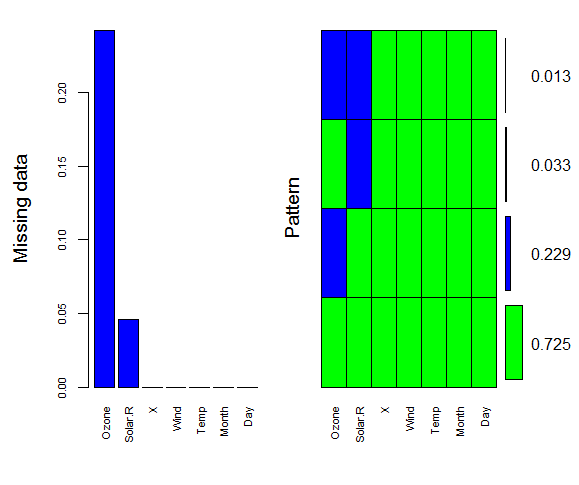 Missing data
0.20
0.15
0.10
0.05
0.00
Ozone
Solar.R
X
Wind
Temp
Month
Day
Pattern
0.013
0.033
0.229
0.725
Ozone
Solar.R
X
Wind
Temp
Month
Day